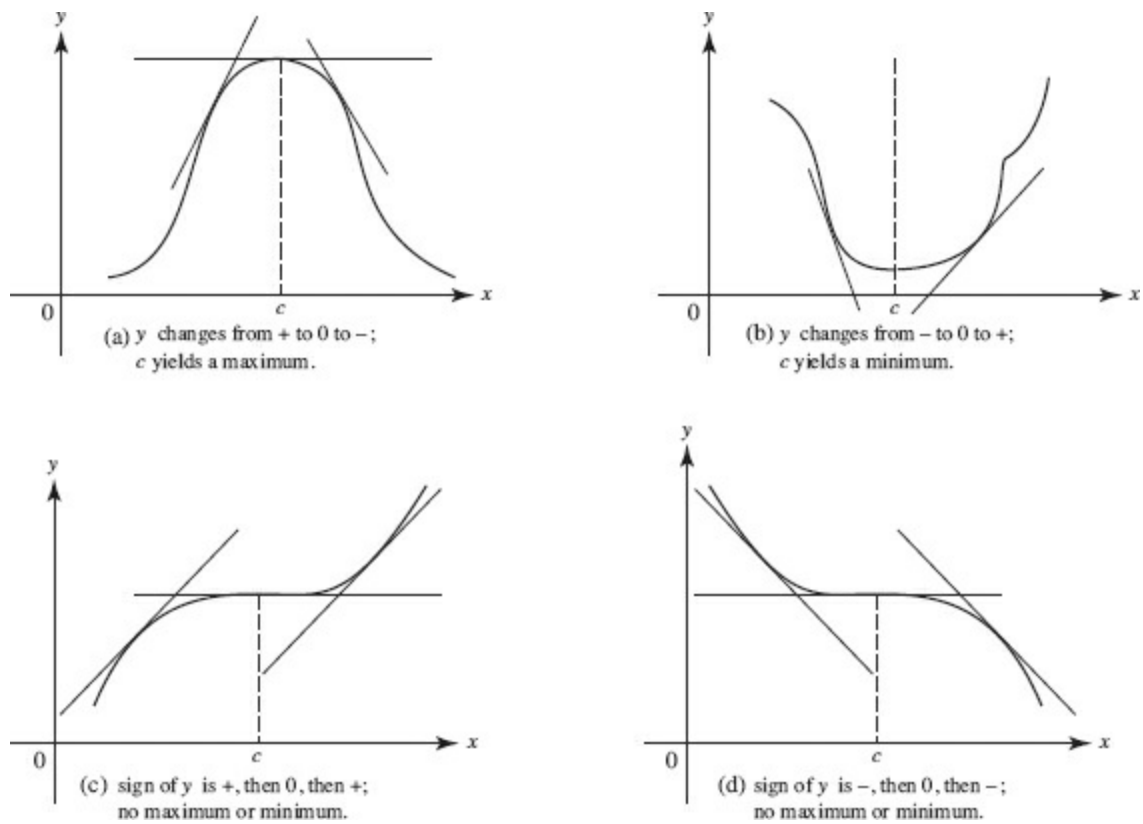 y
y
0
c
x
0
c
x
(a) y changes from + to 0 to –;
c yields a maximum.
(b) y changes from – to 0 to +;
c yields a minimum.
y
y
0
c
x
0
c
x
(c) sign of y is +, then 0, then +;
no maximum or minimum.
(d) sign of y is –, then 0, then –;
no maximum or minimum.